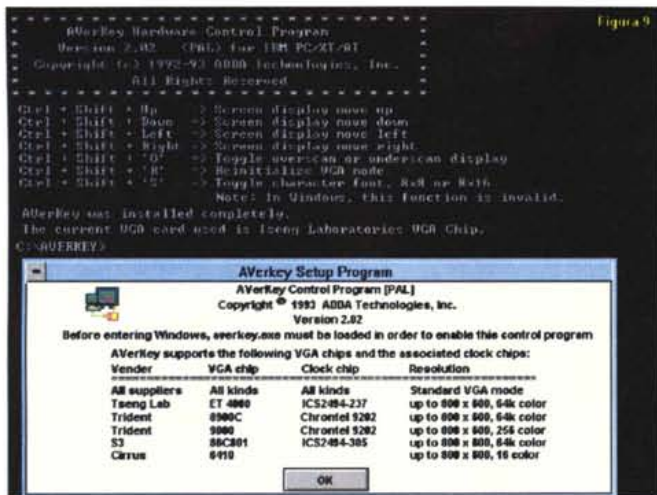 Figura 9
AVerKey Hardware Control Program
Version 2.02 (PAL) for IBM PC/XT/AT
Copyright (c) 1992-93 ADDA Technologies, Inc.
All Rights Reserved
Ctrl + Shift + Up -> Screen display move up
Ctrl + Shift + Down -> Screen display move down
Ctrl + Shift + Left -> Screen display move left
Ctrl + Shift + Right -> Screen display move right
Ctrl + Shift + 'O' -> Toggle overscan or underscan display
Ctrl + Shift + 'R' -> Reinitialize VGA mode
Ctrl + Shift + 'S' -> Toggle character font, 8x8 or 8x16
Note: In Windows, this function is invalid.
AVerKey was installed completely.
The current VGA card used is Tseng Laboratories VGA Chip.
C:\AVERKEY>
AVerkey Setup Program
AVerKey Control Program [PAL]
Copyright © 1993 ADDA Technologies, Inc.
Version 2.02
Before entering Windows, averkey.exe must be loaded in order to enable this control program
AVerKey supports the following VGA chips and the associated clock chips:
Vender VGA chip Clock chip Resolution
All suppliers All kinds All kinds Standard VGA mode
Tseng Lab ET 4000 ICS2494-237 up to 800 x 600, 64k color
Trident 8900C Chrontel 9202 up to 800 x 600, 64k color
Trident 9000 Chrontel 9202 up to 800 x 600, 256 color
S3 86C801 ICS2494-305 up to 800 x 600, 64k color
Cirrus 6410 up to 800 x 600, 16 color
OK